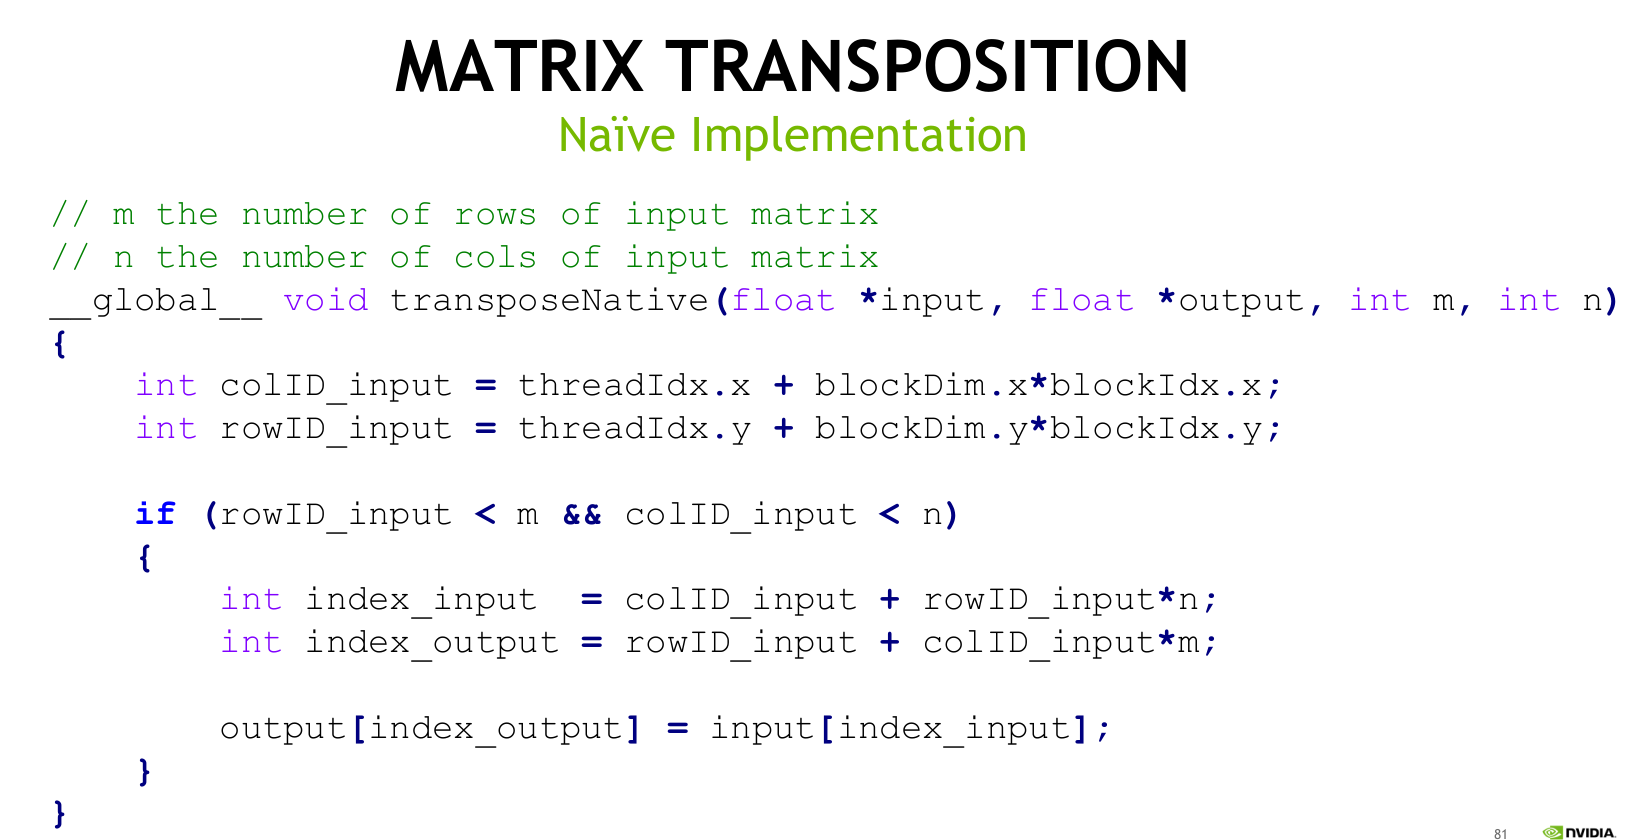 MATRIX TRANSPOSITION
Naïve Implementation
// m the number of rows of input matrix
// n the number of cols of input matrix
__global__ void transposeNative(float *input, float *output, int m, int n)
{
    int colID_input = threadIdx.x + blockDim.x*blockIdx.x;
    int rowID_input = threadIdx.y + blockDim.y*blockIdx.y;
    if (rowID_input < m && colID_input < n)
    {
        int index_input  = colID_input + rowID_input*n;
        int index_output = rowID_input + colID_input*m;
        output[index_output] = input[index_input];
    }
}
81 NVIDIA.